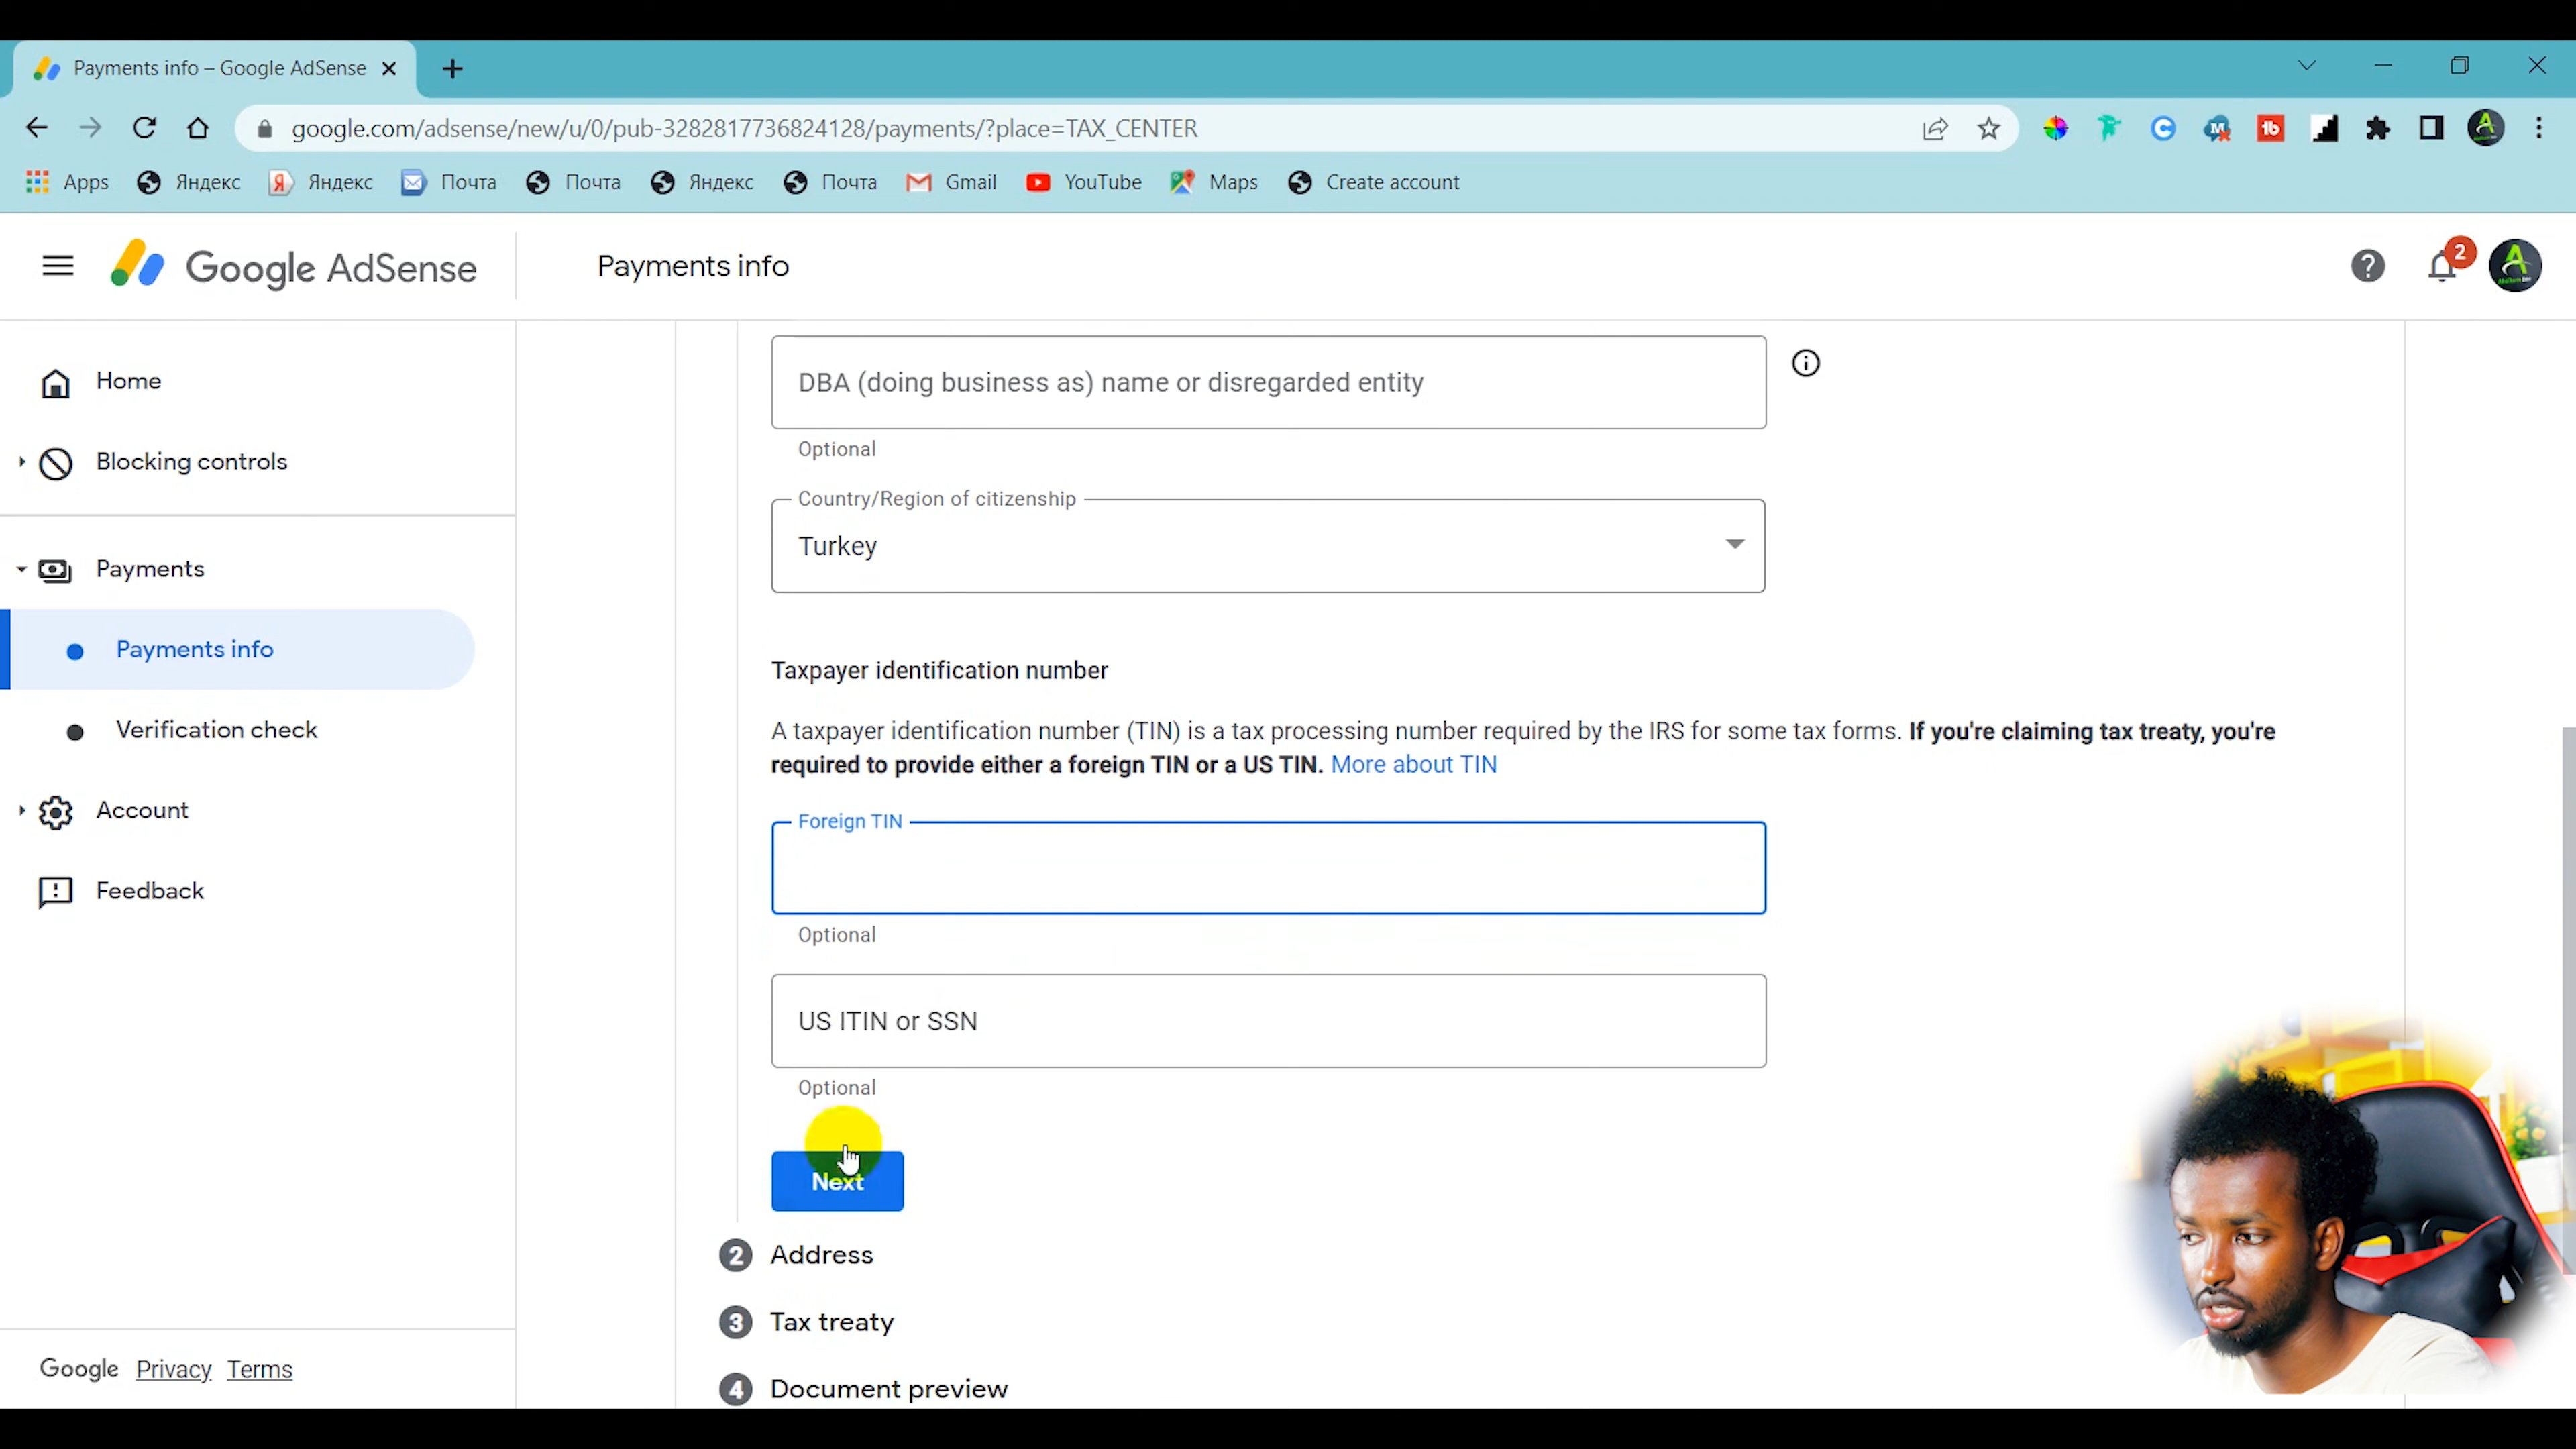 Payments info – Google AdSense
google.com/adsense/new/u/0/pub-3282817736824128/payments/?place=TAX_CENTER
Apps Яндекс Яндекс Почта Почта Яндекс Почта Gmail YouTube Maps Create account
Google AdSense
Payments info
2
Home
Blocking controls
Payments
Payments info
Verification check
Account
Feedback
Google Privacy Terms
DBA (doing business as) name or disregarded entity
Optional
Country/Region of citizenship
Turkey
Taxpayer identification number
A taxpayer identification number (TIN) is a tax processing number required by the IRS for some tax forms. If you're claiming tax treaty, you're
required to provide either a foreign TIN or a US TIN. More about TIN
Foreign TIN
Optional
US ITIN or SSN
Optional
Next
2 Address
3 Tax treaty
4 Document preview